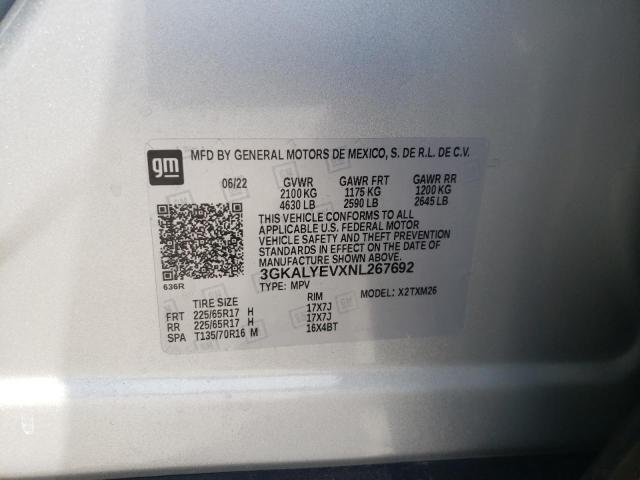 gm
MFD BY GENERAL MOTORS DE MEXICO, S. DE R.L. DE C.V.
06/22 GVWR GAWR FRT GAWR RR
2100 KG 1175 KG 1200 KG
4630 LB 2590 LB 2645 LB
THIS VEHICLE CONFORMS TO ALL
APPLICABLE U.S. FEDERAL MOTOR
VEHICLE SAFETY AND THEFT PREVENTION
STANDARDS IN EFFECT ON THE DATE OF
MANUFACTURE SHOWN ABOVE.
3GKALYEVXNL267692
636R
TYPE: MPV MODEL: X2TXM26
TIRE SIZE RIM
FRT 225/65R17 H 17X7J
RR 225/65R17 H 17X7J
SPA T135/70R16 M 16X4BT